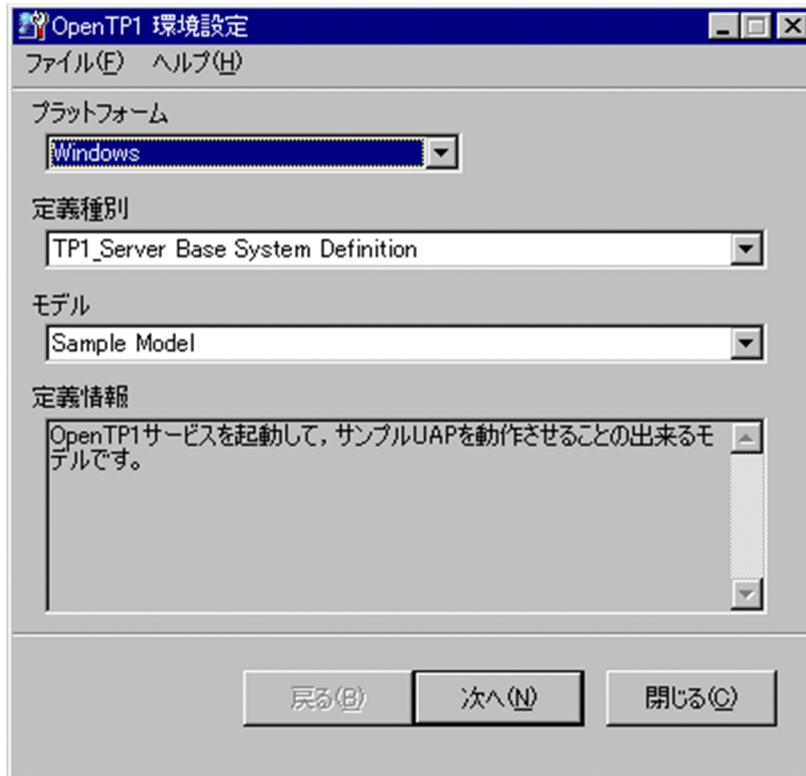 OpenTP1 環境設定
ファイル(F) ヘルプ(H)
プラットフォーム
Windows
定義種別
TP1_Server Base System Definition
モデル
Sample Model
定義情報
OpenTP1サービスを起動して，サンプルUAPを動作させることの出来るモ
デルです。
戻る(B) 次へ(N) 閉じる(C)